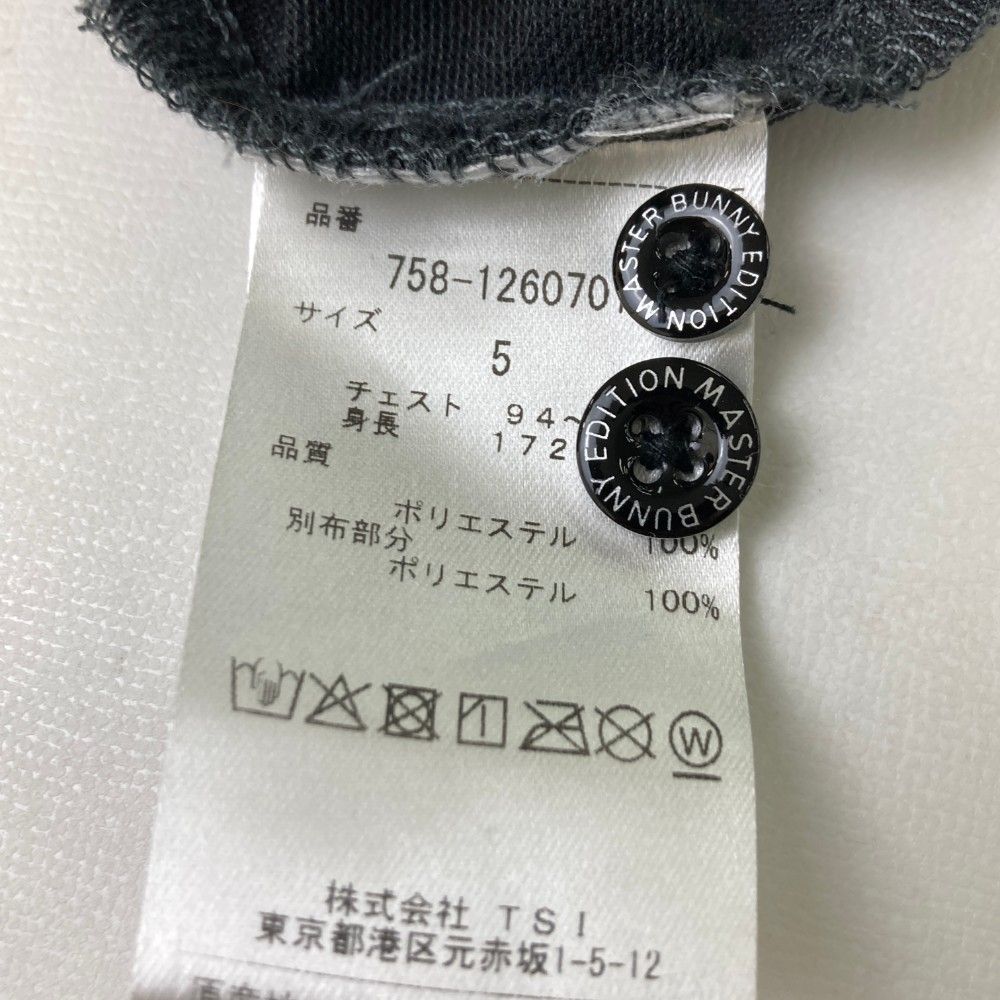 品番
758-126070
サイズ
5
チェスト 94~
身長 172
品質
ポリエステル 100%
別布部分
ポリエステル 100%
W
株式会社 TSI
東京都港区元赤坂1-5-12
MASTER BUNNY EDITION
MASTER BUNNY EDITION